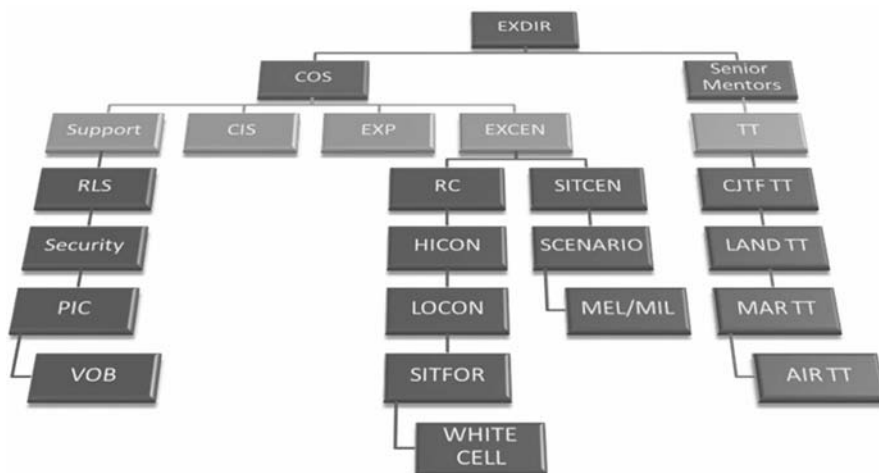 EXDIR
COS
Senior
Mentors
Support
CIS
EXP
EXCEN
TT
RLS
RC
SITCEN
CJTF TT
Security
HICON
SCENARIO
LAND TT
PIC
LOCON
MEL/MIL
MAR TT
VOB
SITFOR
AIR TT
WHITE
CELL